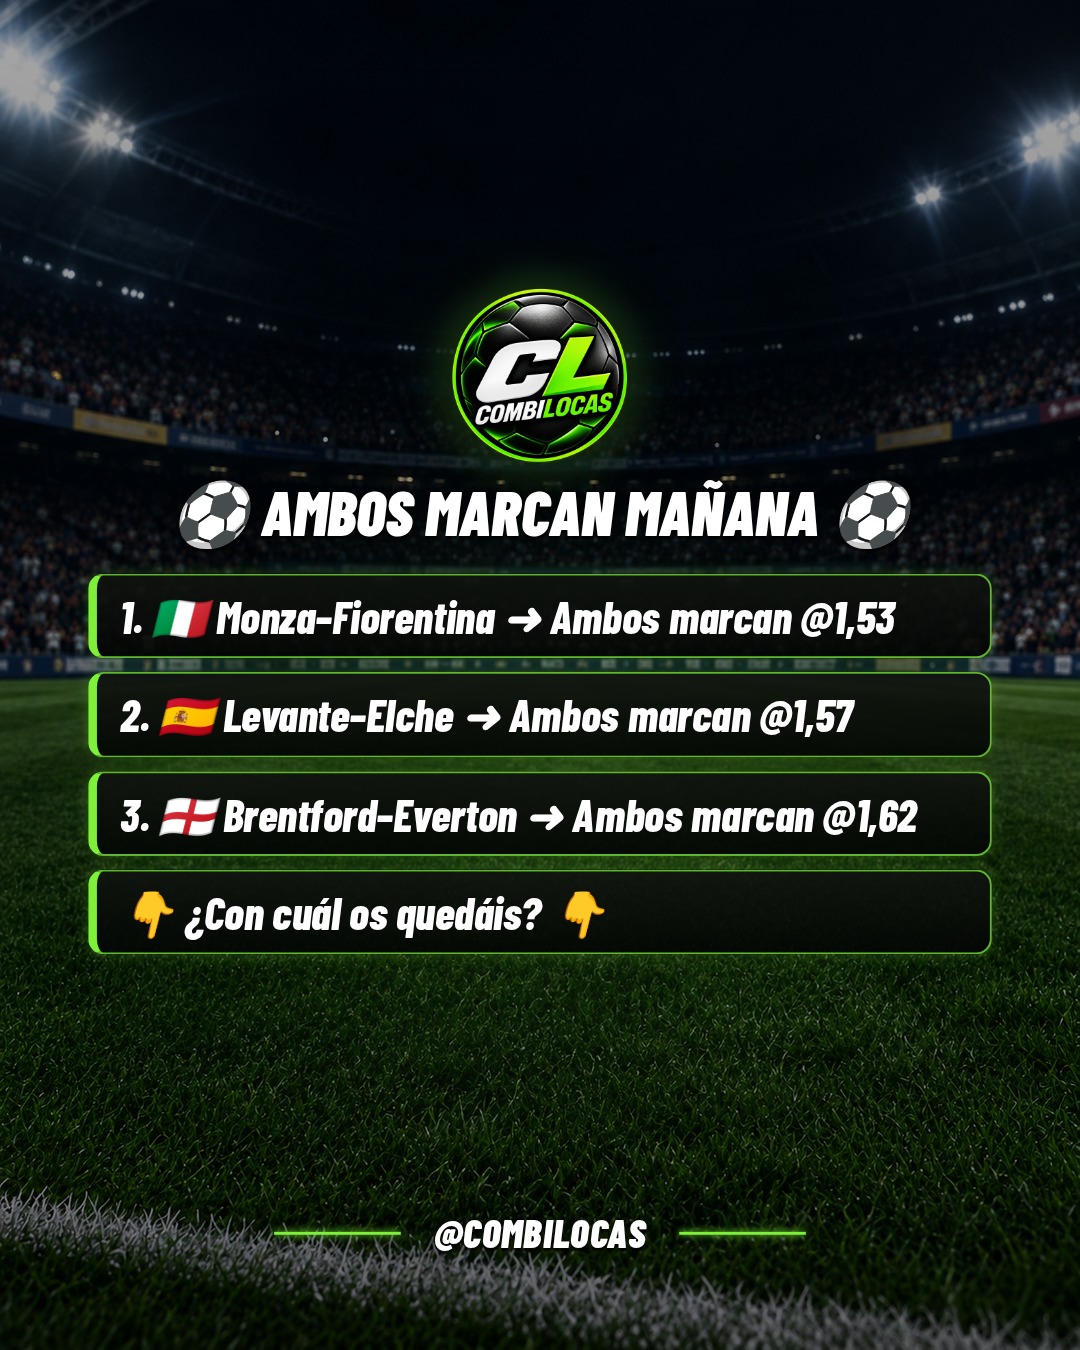 CL
COMBILOCAS
⚽ AMBOS MARCAN MAÑANA ⚽
1. 🇮🇹 Monza-Fiorentina ➜ Ambos marcan @1,53
2. 🇪🇸 Levante-Elche ➜ Ambos marcan @1,57
3. 🏴󠁧󠁢󠁥󠁮󠁧󠁿 Brentford-Everton ➜ Ambos marcan @1,62
👇 ¿Con cuál os quedáis? 👇
@COMBILOCAS